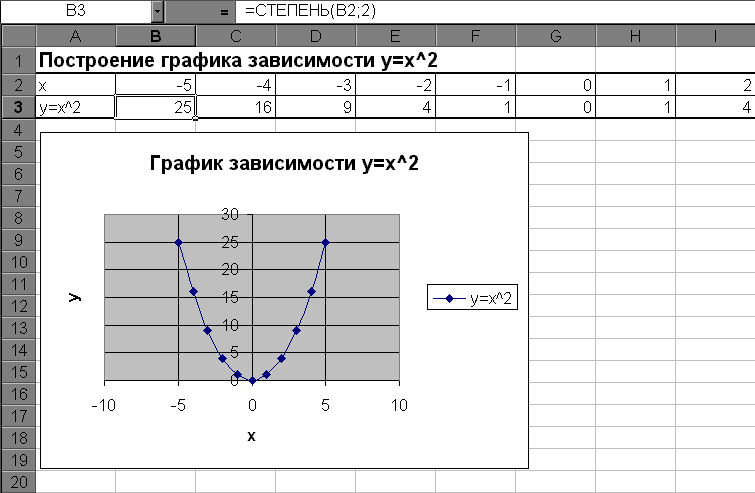 B3 = =СТЕПЕНЬ(B2;2)
A B C D E F G H I
1 Построение графика зависимости y=x^2
2 x -5 -4 -3 -2 -1 0 1 2
3 y=x^2 25 16 9 4 1 0 1 4
4
5
6
7
8
9
10
11
12
13
14
15
16
17
18
19
20
График зависимости y=x^2
30
25
20
15
10
5
0
-10 -5 0 5 10
y
x
y=x^2